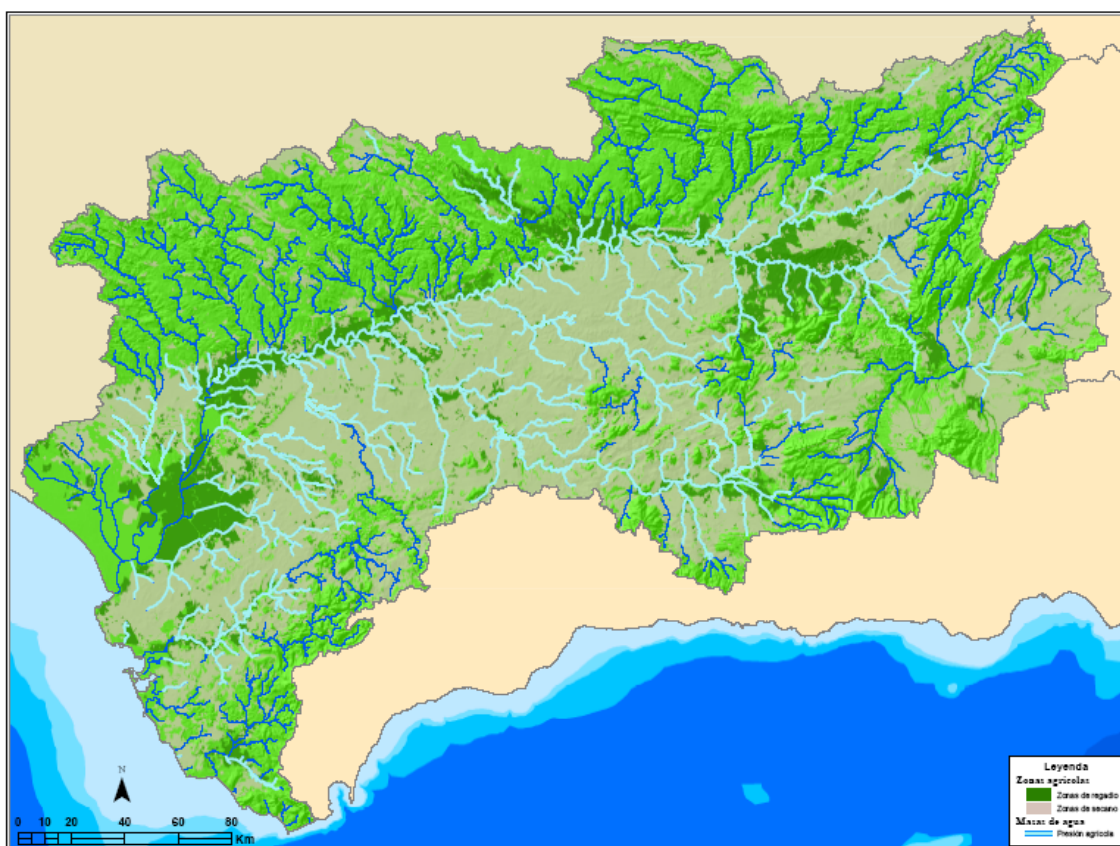 N
0 10 20 40 60 80
Km
Leyenda
Zonas agrícolas
Zonas de regadío
Zonas de secano
Masas de agua
Presión agrícola